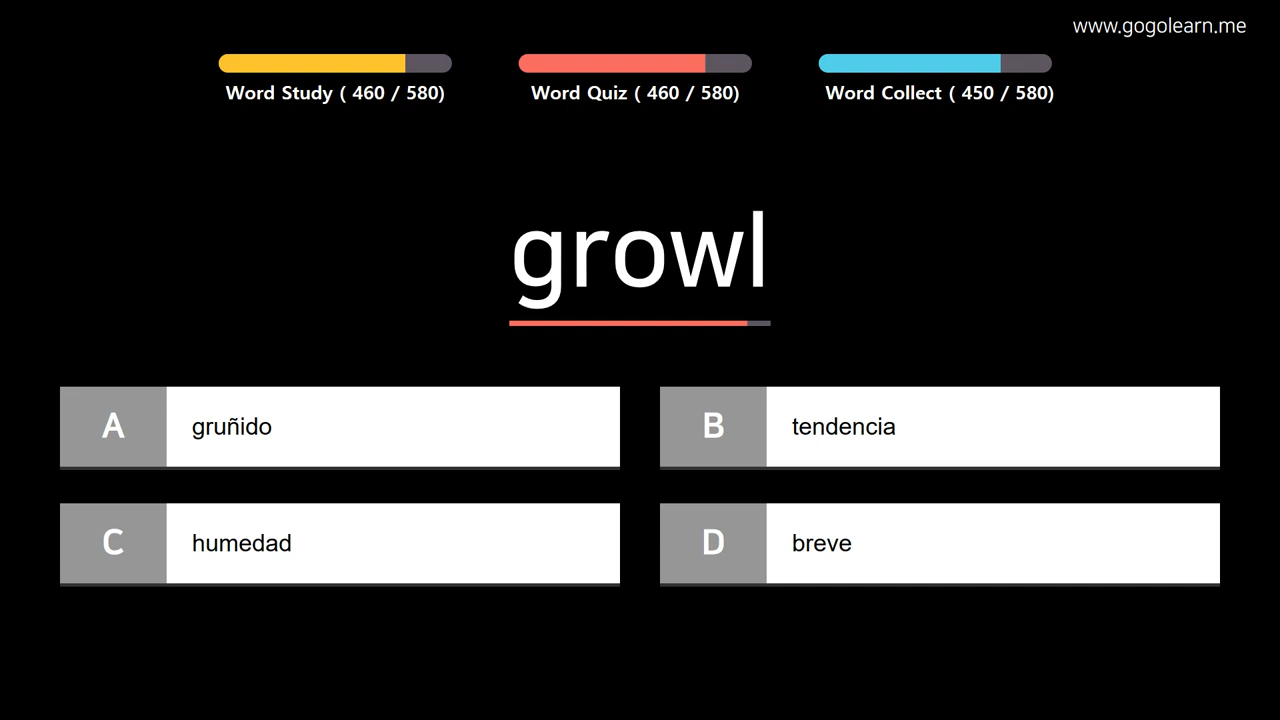 www.gogolearn.me
Word Study ( 460 / 580)
Word Quiz ( 460 / 580)
Word Collect ( 450 / 580)
growl
A gruñido
B tendencia
C humedad
D breve